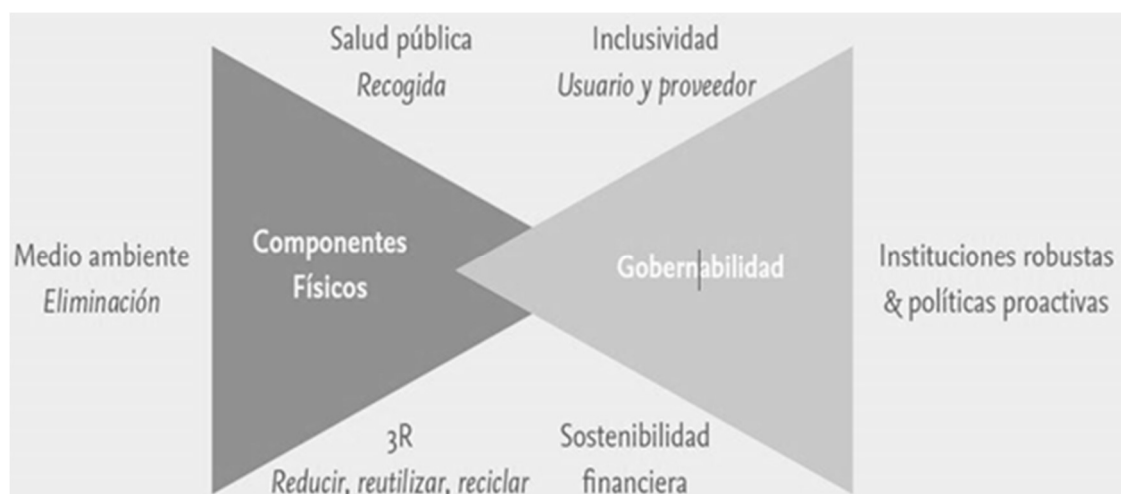 Salud pública
Recogida
Inclusividad
Usuario y proveedor
Medio ambiente
Eliminación
Componentes
Físicos
Gobernabilidad
Instituciones robustas
& políticas proactivas
3R
Reducir, reutilizar, reciclar
Sostenibilidad
financiera